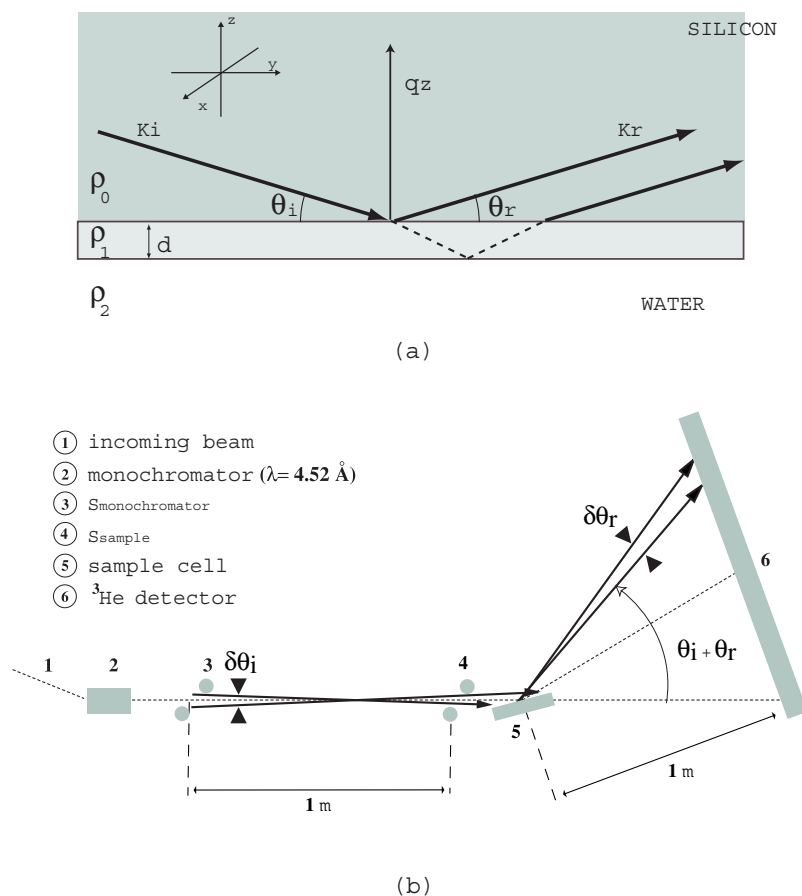 SILICON
z
y
x
qz
Ki
Kr
ρ0
θi
θr
ρ1
d
ρ2
WATER
(a)
1 incoming beam
2 monochromator (λ= 4.52 Å)
3 Smonochromator
4 Ssample
5 sample cell
6 ³He detector
δθr
6
1 2 3 δθi 4
θi + θr
5
1 m
1 m
(b)